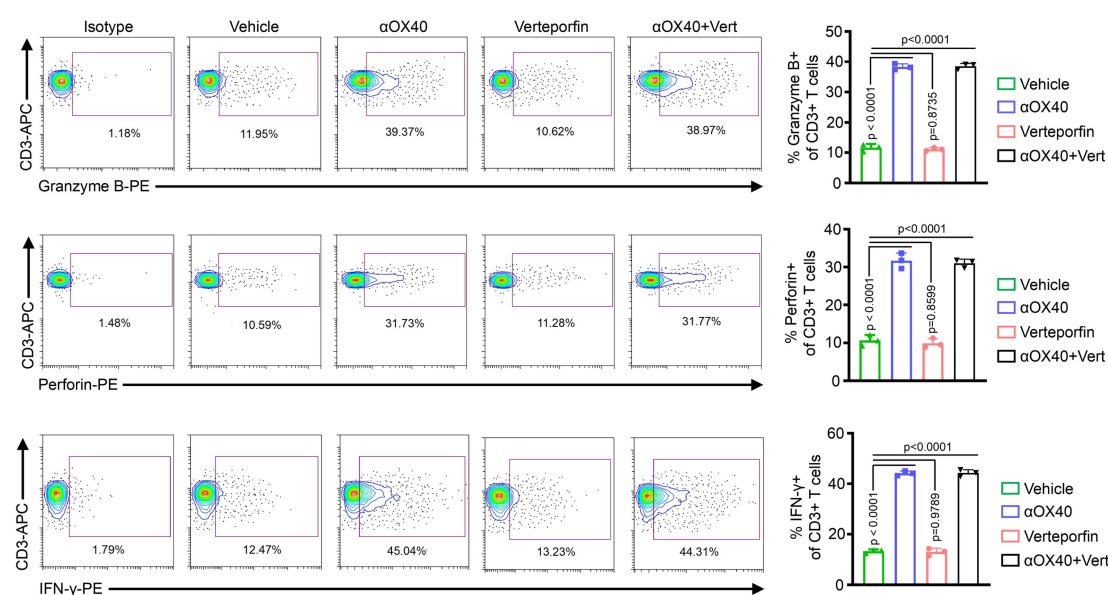 Isotype
Vehicle
αOX40
Verteporfin
αOX40+Vert
CD3-APC
1.18%
11.95%
39.37%
10.62%
38.97%
Granzyme B-PE
% Granzyme B+
of CD3+ T cells
50
40
30
20
10
0
p<0.0001
p < 0.0001
p=0.8735
Vehicle
αOX40
Verteporfin
αOX40+Vert
CD3-APC
1.48%
10.59%
31.73%
11.28%
31.77%
Perforin-PE
% Perforin+
of CD3+ T cells
40
30
20
10
0
p<0.0001
p < 0.0001
p=0.8599
Vehicle
αOX40
Verteporfin
αOX40+Vert
CD3-APC
1.79%
12.47%
45.04%
13.23%
44.31%
IFN-γ-PE
% IFN-γ+
of CD3+ T cells
60
40
20
0
p<0.0001
p < 0.0001
p=0.9789
Vehicle
αOX40
Verteporfin
αOX40+Vert